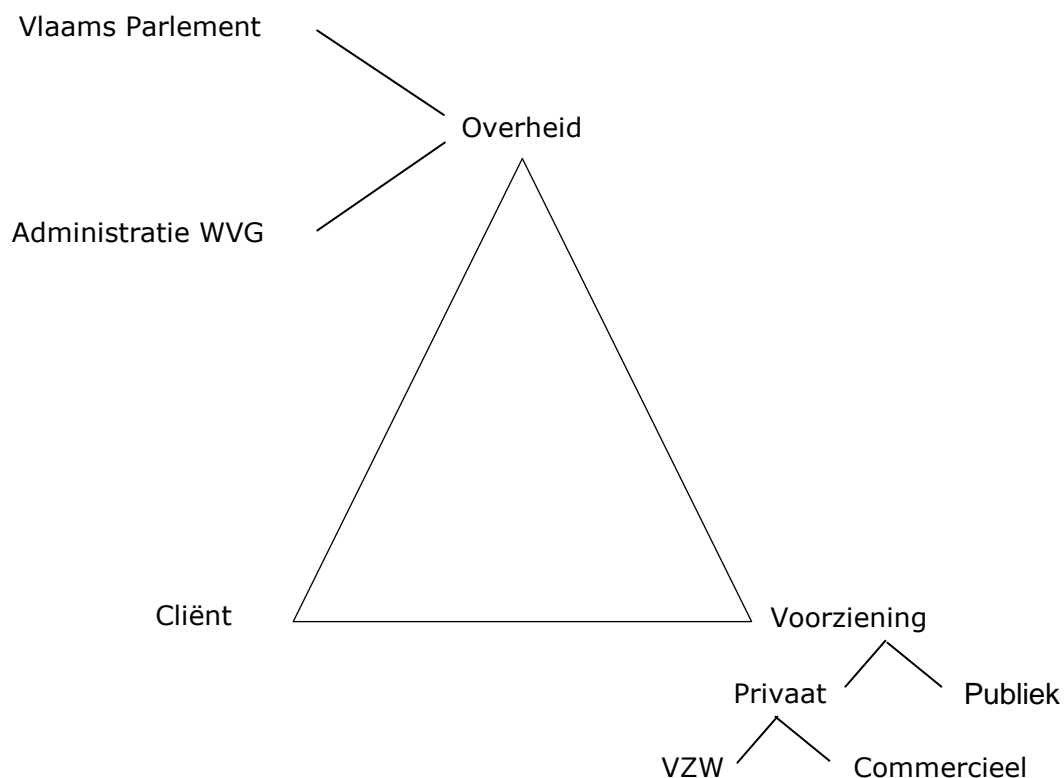 Vlaams Parlement
Overheid
Administratie WVG
Cliënt
Voorziening
Privaat
Publiek
VZW
Commercieel